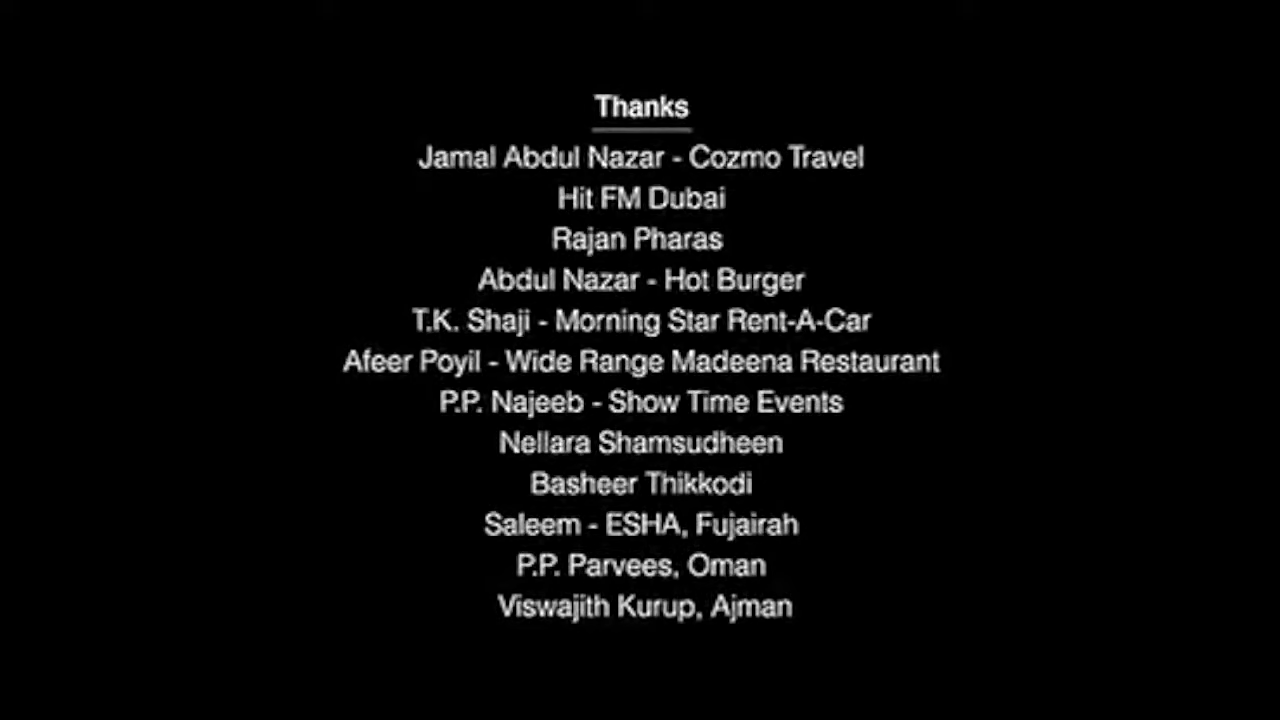 Thanks
Jamal Abdul Nazar - Cozmo Travel
Hit FM Dubai
Rajan Pharas
Abdul Nazar - Hot Burger
T.K. Shaji - Morning Star Rent-A-Car
Afeer Poyil - Wide Range Madeena Restaurant
P.P. Najeeb - Show Time Events
Nellara Shamsudheen
Basheer Thikkodi
Saleem - ESHA, Fujairah
P.P. Parvees, Oman
Viswajith Kurup, Ajman